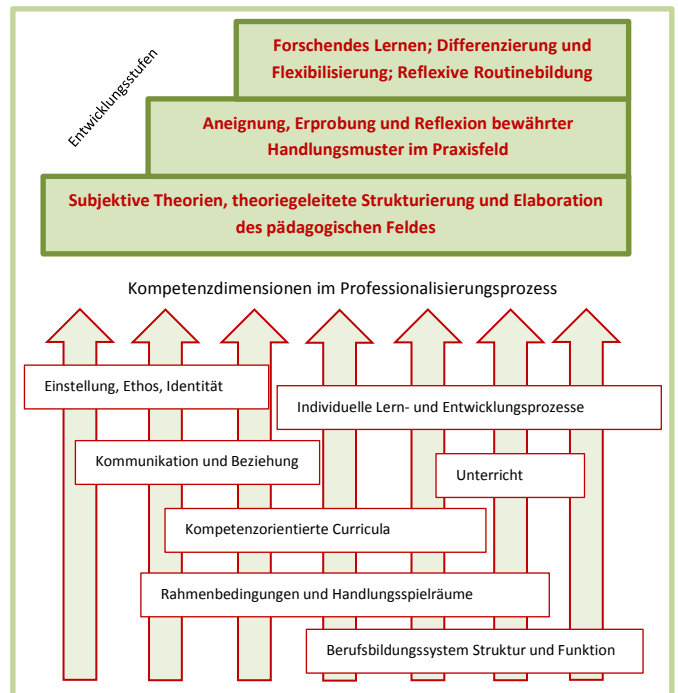 Entwicklungsstufen
Forschendes Lernen; Differenzierung und
Flexibilisierung; Reflexive Routinebildung
Aneignung, Erprobung und Reflexion bewährter
Handlungsmuster im Praxisfeld
Subjektive Theorien, theoriegeleitete Strukturierung und Elaboration
des pädagogischen Feldes
Kompetenzdimensionen im Professionalisierungsprozess
Einstellung, Ethos, Identität
Individuelle Lern- und Entwicklungsprozesse
Kommunikation und Beziehung
Unterricht
Kompetenzorientierte Curricula
Rahmenbedingungen und Handlungsspielräume
Berufsbildungssystem Struktur und Funktion